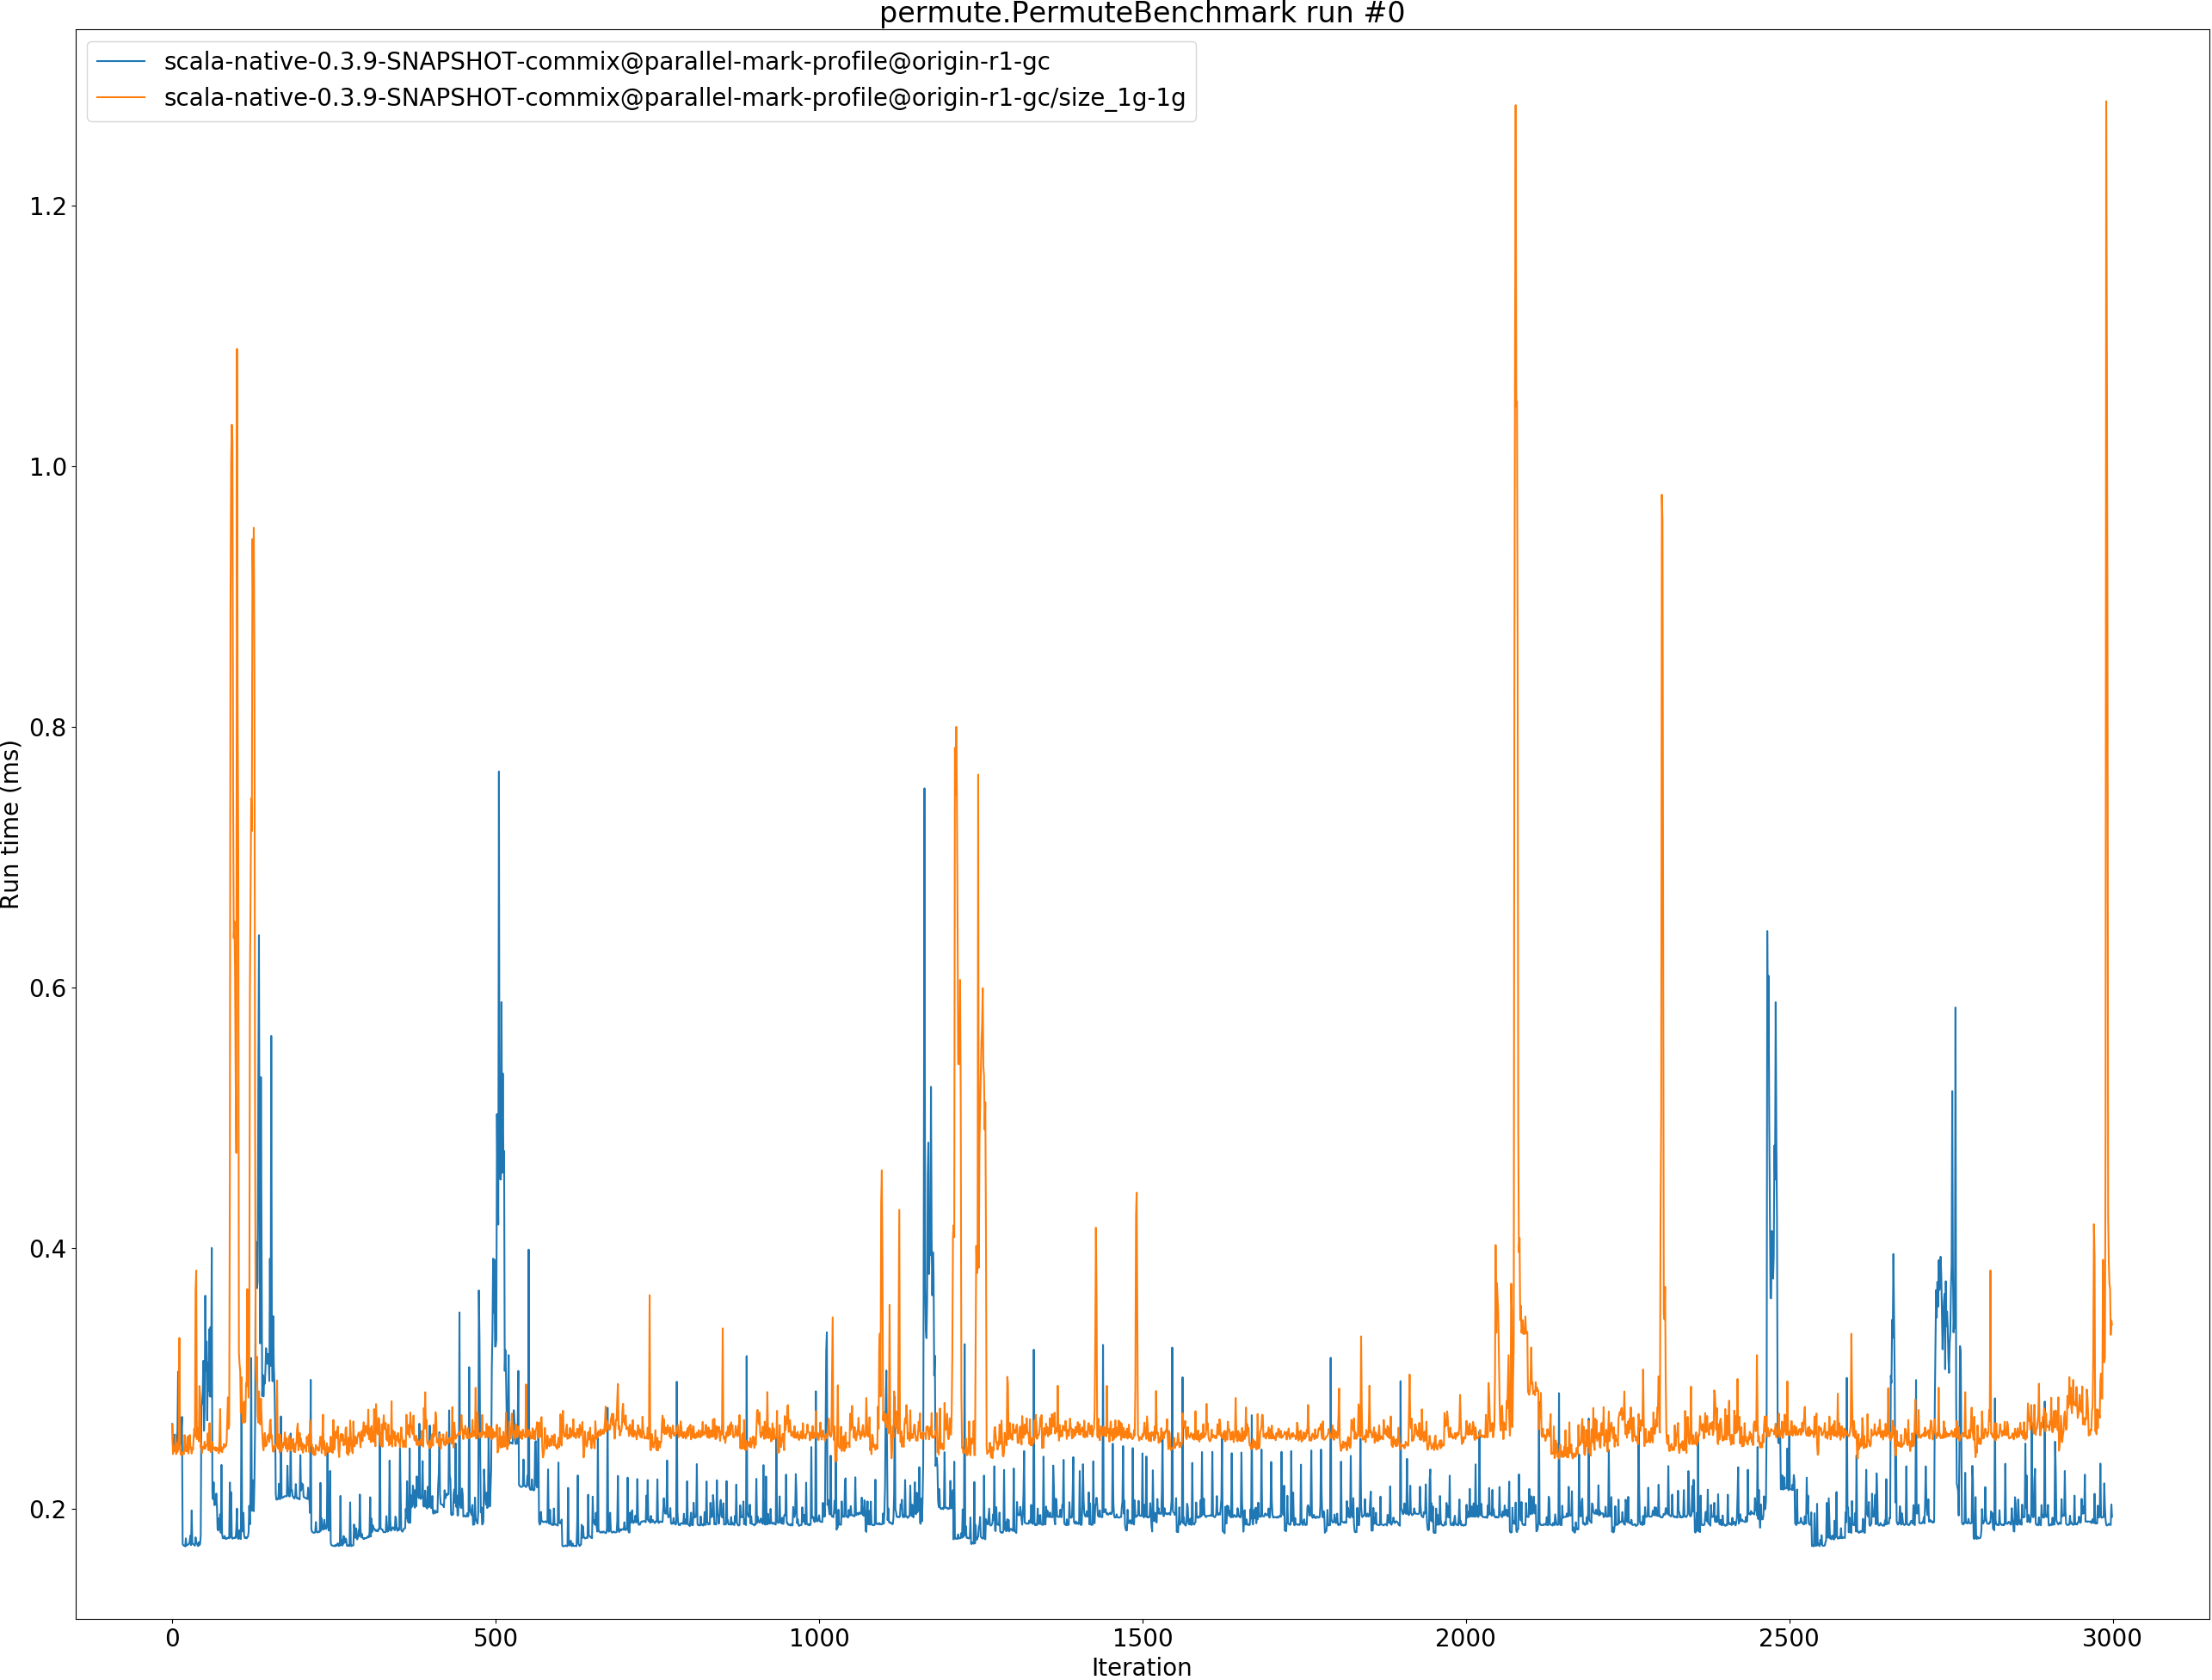 permute.PermuteBenchmark run #0
scala-native-0.3.9-SNAPSHOT-commix@parallel-mark-profile@origin-r1-gc
scala-native-0.3.9-SNAPSHOT-commix@parallel-mark-profile@origin-r1-gc/size_1g-1g
1.2
1.0
0.8
0.6
0.4
0.2
Run time (ms)
0 500 1000 1500 2000 2500 3000
Iteration